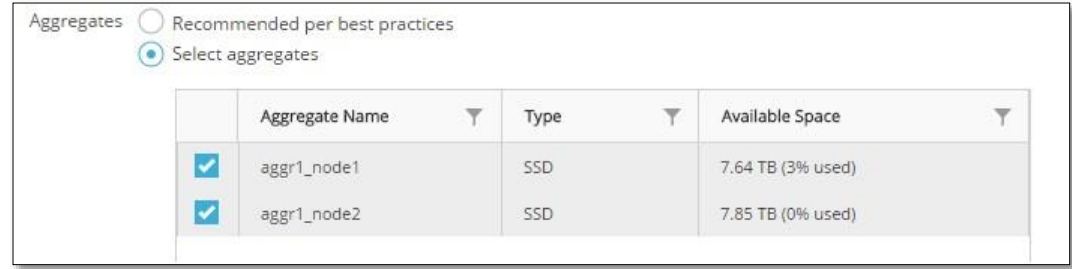 Aggregates Recommended per best practices
Select aggregates
Aggregate Name Type Available Space
aggr1_node1 SSD 7.64 TB (3% used)
aggr1_node2 SSD 7.85 TB (0% used)